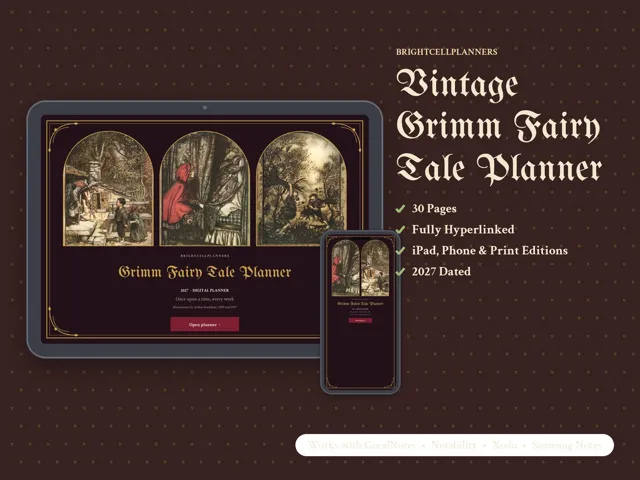 BRIGHTCELLPLANNERS
Vintage
Grimm Fairy
Tale Planner
30 Pages
Fully Hyperlinked
iPad, Phone & Print Editions
2027 Dated
BRIGHTCELLPLANNERS
Grimm Fairy Tale Planner
2027 · DIGITAL PLANNER
Once upon a time, every week
Open planner
Grimm Fairy Tale Planner
Works with GoodNotes • Notability • Xodo • Samsung Notes